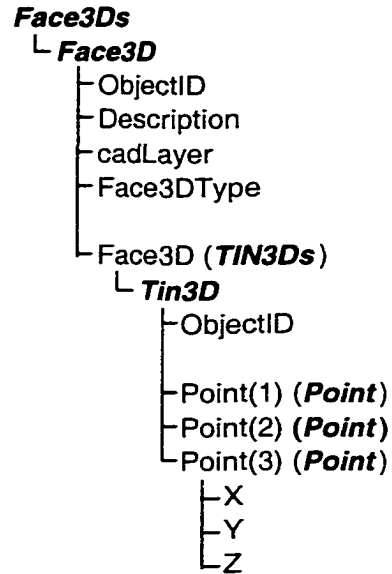 Face3Ds
Face3D
ObjectID
Description
cadLayer
Face3DType
Face3D (TIN3Ds)
Tin3D
ObjectID
Point(1) (Point)
Point(2) (Point)
Point(3) (Point)
X
Y
Z